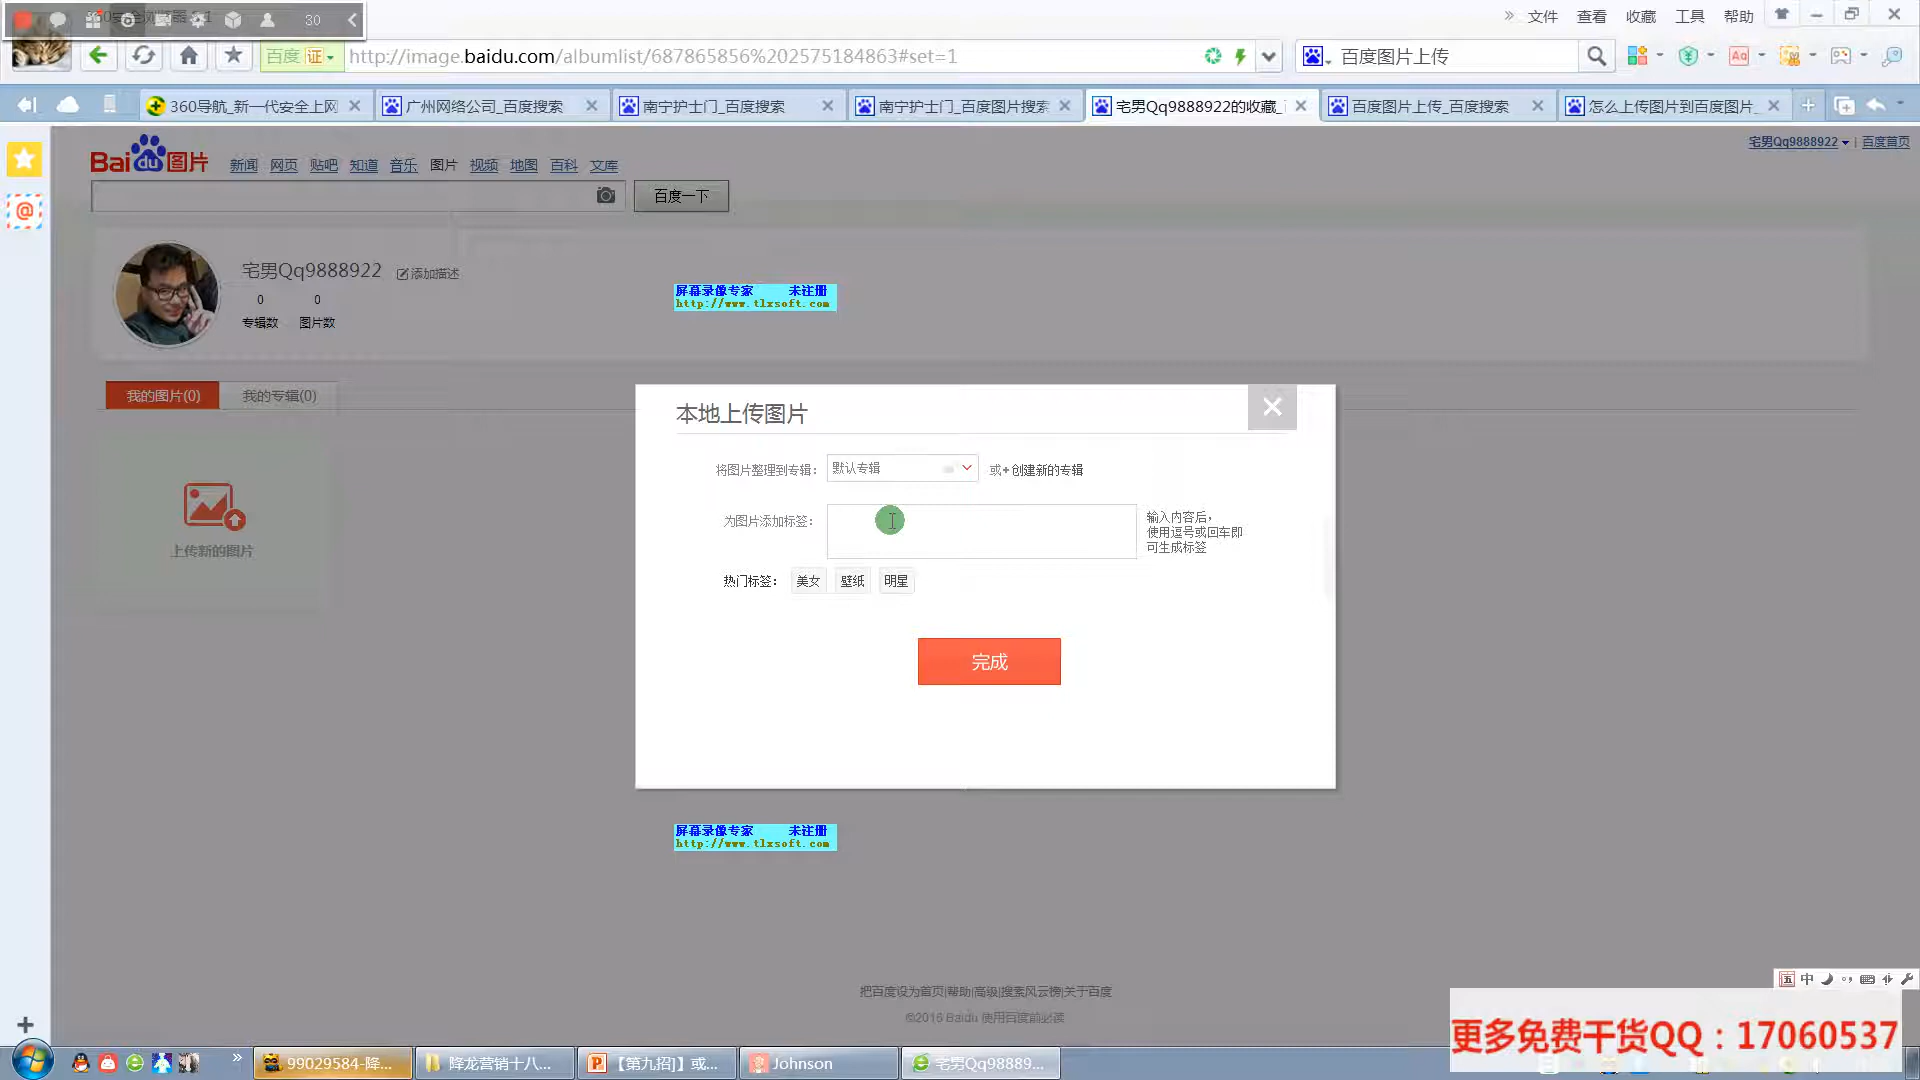 30
文件 查看 收藏 工具 帮助
百度 证 http://image.baidu.com/albumlist/687865856%202575184863#set=1
百度图片上传
360导航_新一代安全上网
广州网络公司_百度搜索
南宁护士门_百度搜索
南宁护士门_百度图片搜索
宅男Qq9888922的收藏_
百度图片上传_百度搜索
怎么上传图片到百度图片_
宅男Qq9888922 | 百度首页
Baidu图片 新闻 网页 贴吧 知道 音乐 图片 视频 地图 百科 文库
百度一下
宅男Qq9888922 添加描述
0 0
专辑数 图片数
屏幕录像专家 未注册
http://www.tlxsoft.com
我的图片(0) 我的专辑(0)
上传新的图片
本地上传图片
将图片整理到专辑： 默认专辑 或+创建新的专辑
为图片添加标签：
输入内容后，
使用逗号或回车即
可生成标签
热门标签： 美女 壁纸 明星
完成
屏幕录像专家 未注册
http://www.tlxsoft.com
把百度设为首页|帮助|高级|搜索风云榜|关于百度
©2016 Baidu 使用百度前必读
中
更多免费干货QQ：17060537
99029584-降...
降龙营销十八...
【第九招]】或...
Johnson
宅男Qq98889...